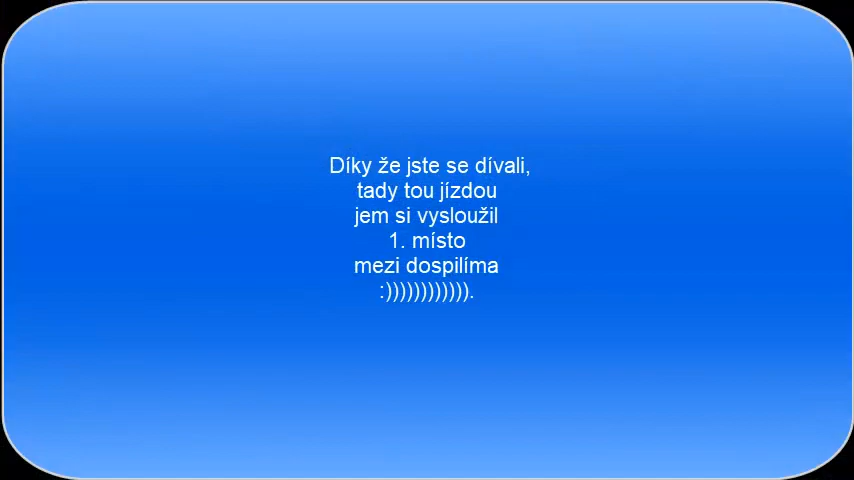 Díky že jste se dívali,
tady tou jízdou
jem si vysloužil
1. místo
mezi dospilíma
:)))))))))))).